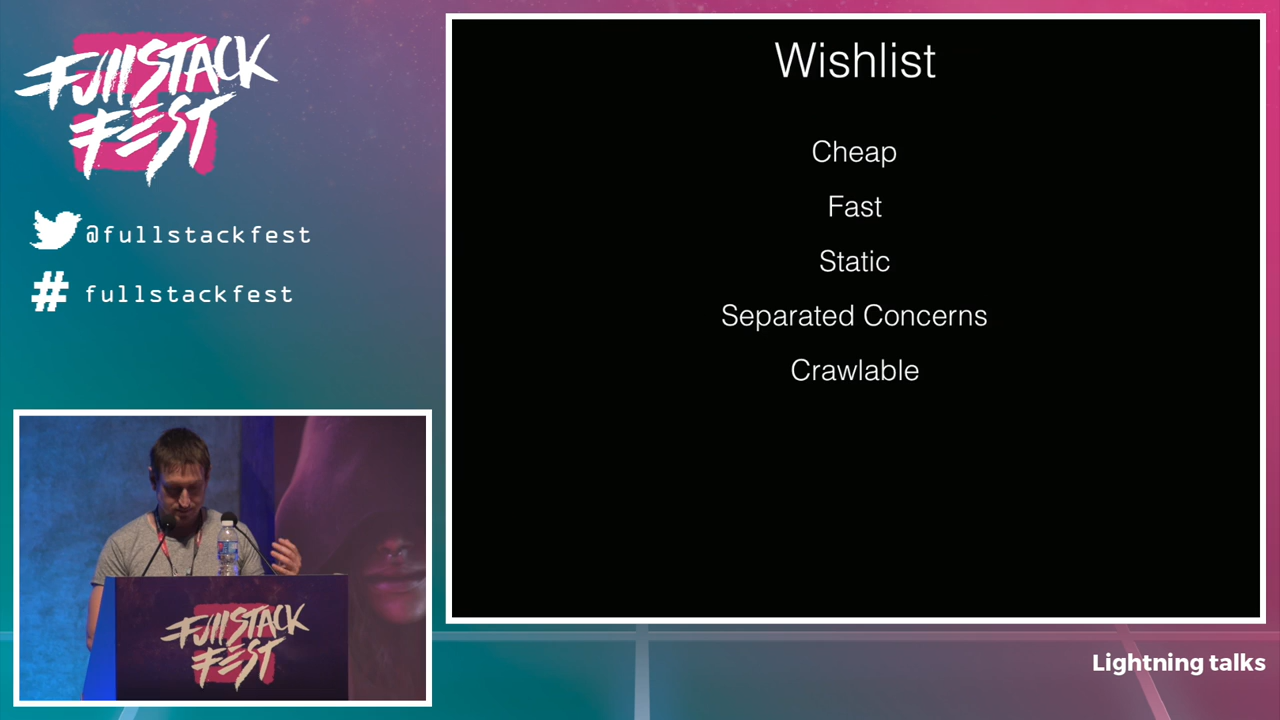 FullSTACK
FEST
@fullstackfest
# fullstackfest
Wishlist
Cheap
Fast
Static
Separated Concerns
Crawlable
FullSTACK
FEST
Lightning talks